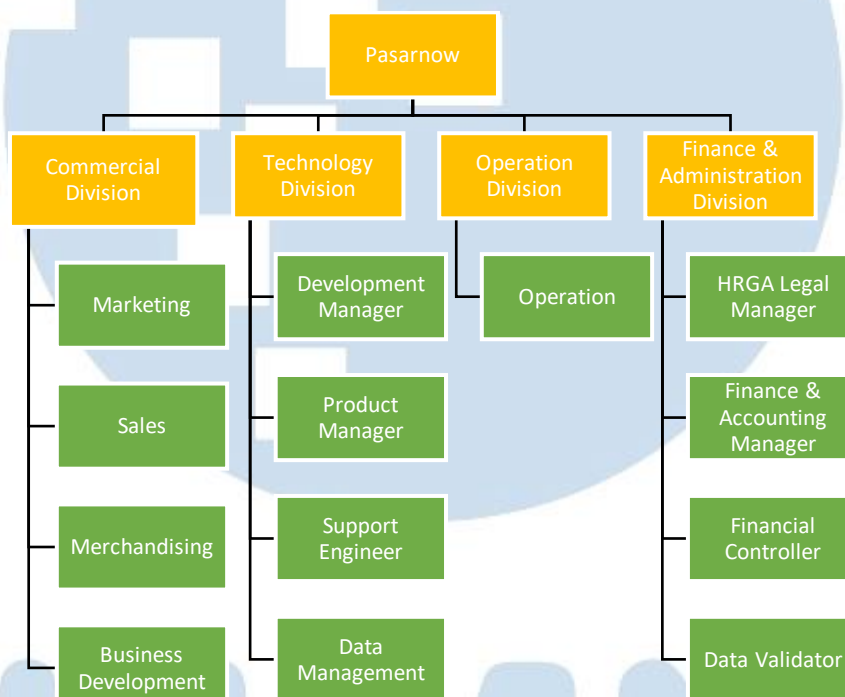 Pasarnow
Commercial
Division
Technology
Division
Operation
Division
Finance &
Administration
Division
Marketing
Sales
Merchandising
Business
Development
Development
Manager
Product
Manager
Support
Engineer
Data
Management
Operation
HRGA Legal
Manager
Finance &
Accounting
Manager
Financial
Controller
Data Validator